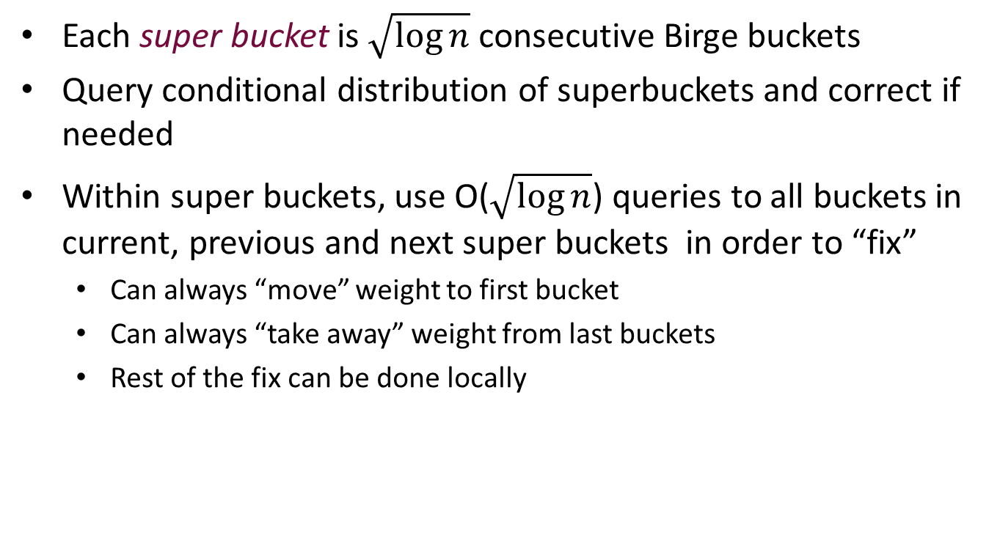 • Each super bucket is √log n consecutive Birge buckets
• Query conditional distribution of superbuckets and correct if
needed
• Within super buckets, use O(√log n) queries to all buckets in
current, previous and next super buckets in order to “fix”
• Can always “move” weight to first bucket
• Can always “take away” weight from last buckets
• Rest of the fix can be done locally